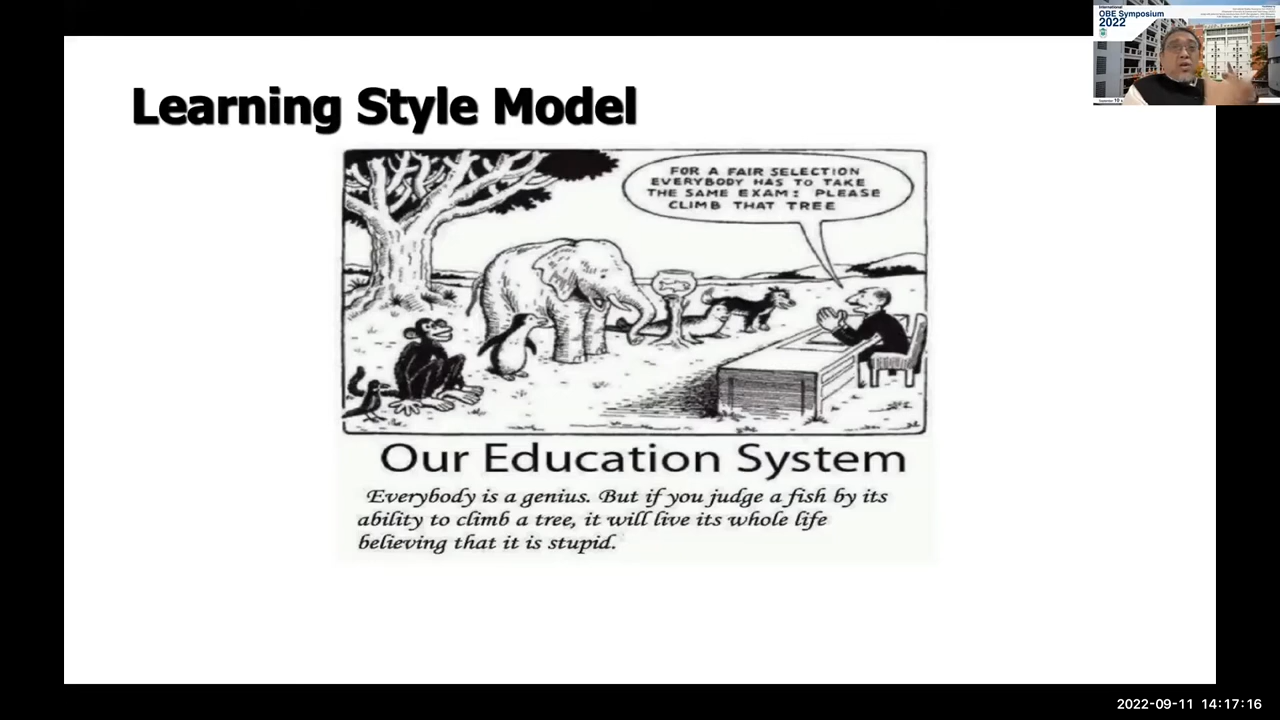 International
OBE Symposium
2022
Learning Style Model
FOR A FAIR SELECTION
EVERYBODY HAS TO TAKE
THE SAME EXAM: PLEASE
CLIMB THAT TREE
Our Education System
Everybody is a genius. But if you judge a fish by its
ability to climb a tree, it will live its whole life
believing that it is stupid.
2022-09-11 14:17:16